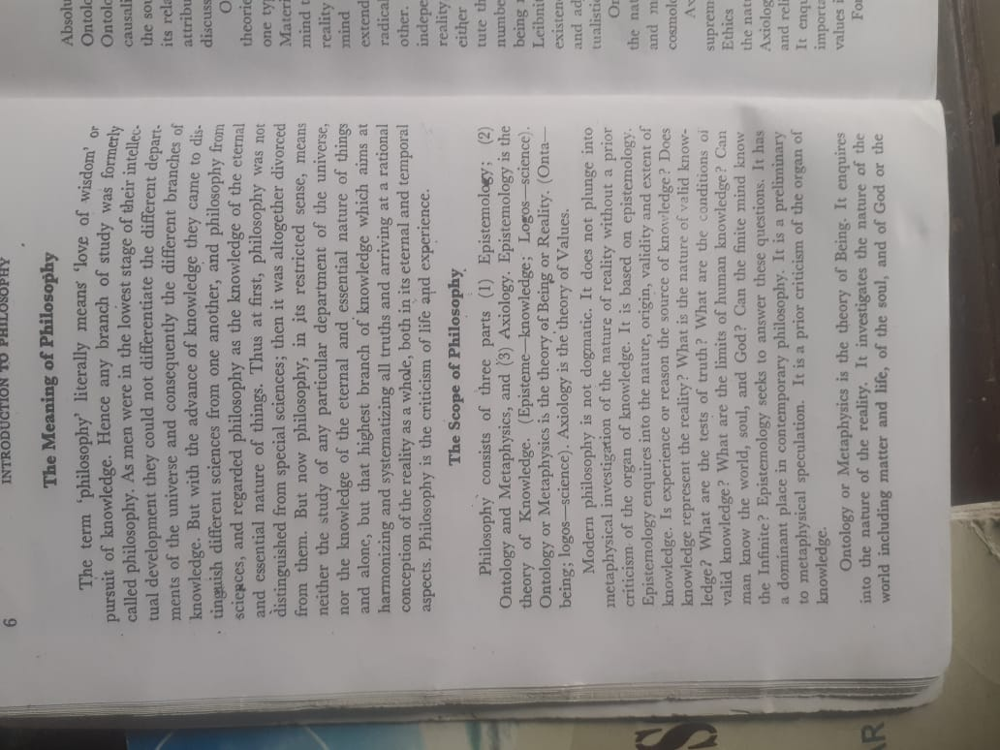 6
INTRODUCTION TO PHILOSOPHY
The Meaning of Philosophy
The term 'philosophy' literally means 'love of wisdom' or
pursuit of knowledge. Hence any branch of study was formerly
called philosophy. As men were in the lowest stage of their intellec-
tual development they could not differentiate the different depart-
ments of the universe and consequently the different branches of
knowledge. But with the advance of knowledge they came to dis-
tinguish different sciences from one another, and philosophy from
sciences, and regarded philosophy as the knowledge of the eternal
and essential nature of things. Thus at first, philosophy was not
distinguished from special sciences; then it was altogether divorced
from them. But now philosophy, in its restricted sense, means
neither the study of any particular department of the universe,
nor the knowledge of the eternal and essential nature of things
and alone, but that highest branch of knowledge which aims at
harmonizing and systematizing all truths and arriving at a rational
conception of the reality as a whole, both in its eternal and temporal
aspects. Philosophy is the criticism of life and experience.
The Scope of Philosophy
Philosophy consists of three parts (1) Epistemology; (2)
Ontology and Metaphysics, and (3) Axiology. Epistemology is the
theory of Knowledge. (Episteme—knowledge; Logos—science).
Ontology or Metaphysics is the theory of Being or Reality. (Onta—
being; logos—science). Axiology is the theory of Values.
Modern philosophy is not dogmatic. It does not plunge into
metaphysical investigation of the nature of reality without a prior
criticism of the organ of knowledge. It is based on epistemology.
Epistemology enquires into the nature, origin, validity and extent of
knowledge. Is experience or reason the source of knowledge? Does
knowledge represent the reality? What is the nature of valid know-
ledge? What are the tests of truth? What are the conditions of
valid knowledge? What are the limits of human knowledge? Can
man know the world, soul, and God? Can the finite mind know
the Infinite? Epistemology seeks to answer these questions. It has
a dominant place in contemporary philosophy. It is a preliminary
to metaphysical speculation. It is a prior criticism of the organ of
knowledge.
Ontology or Metaphysics is the theory of Being. It enquires
into the nature of the reality. It investigates the nature of the
world including matter and life, of the soul, and of God or the
Absolu
Ontolo
Ontolo
causali
the sou
its rela
attribu
discuss
O
theorie
one typ
Materi
mind t
reality
mind
extend
radical
other.
indepe
reality
either
tute th
numbe
being r
Leibni
existen
and ad
tualistic
On
the nat
and m
cosmolo
Ax
suprem
Ethics
the natu
Axiolog
and reli
It enqu
importa
values i
For
S
AR